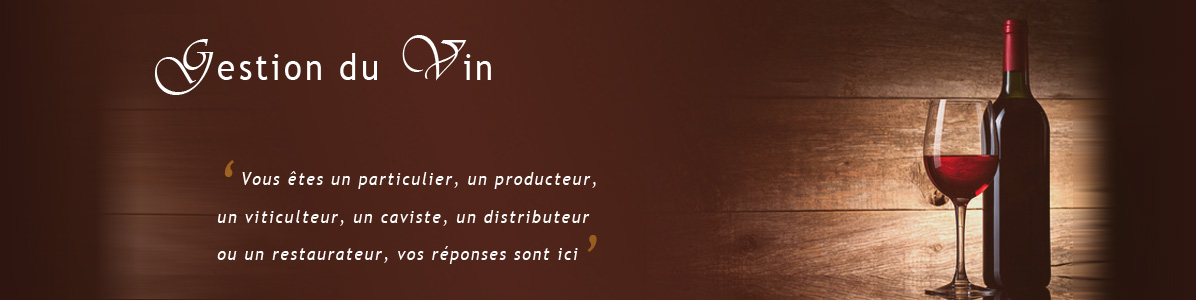 Gestion du Vin
‘ Vous êtes un particulier, un producteur,
un viticulteur, un caviste, un distributeur
ou un restaurateur, vos réponses sont ici ’